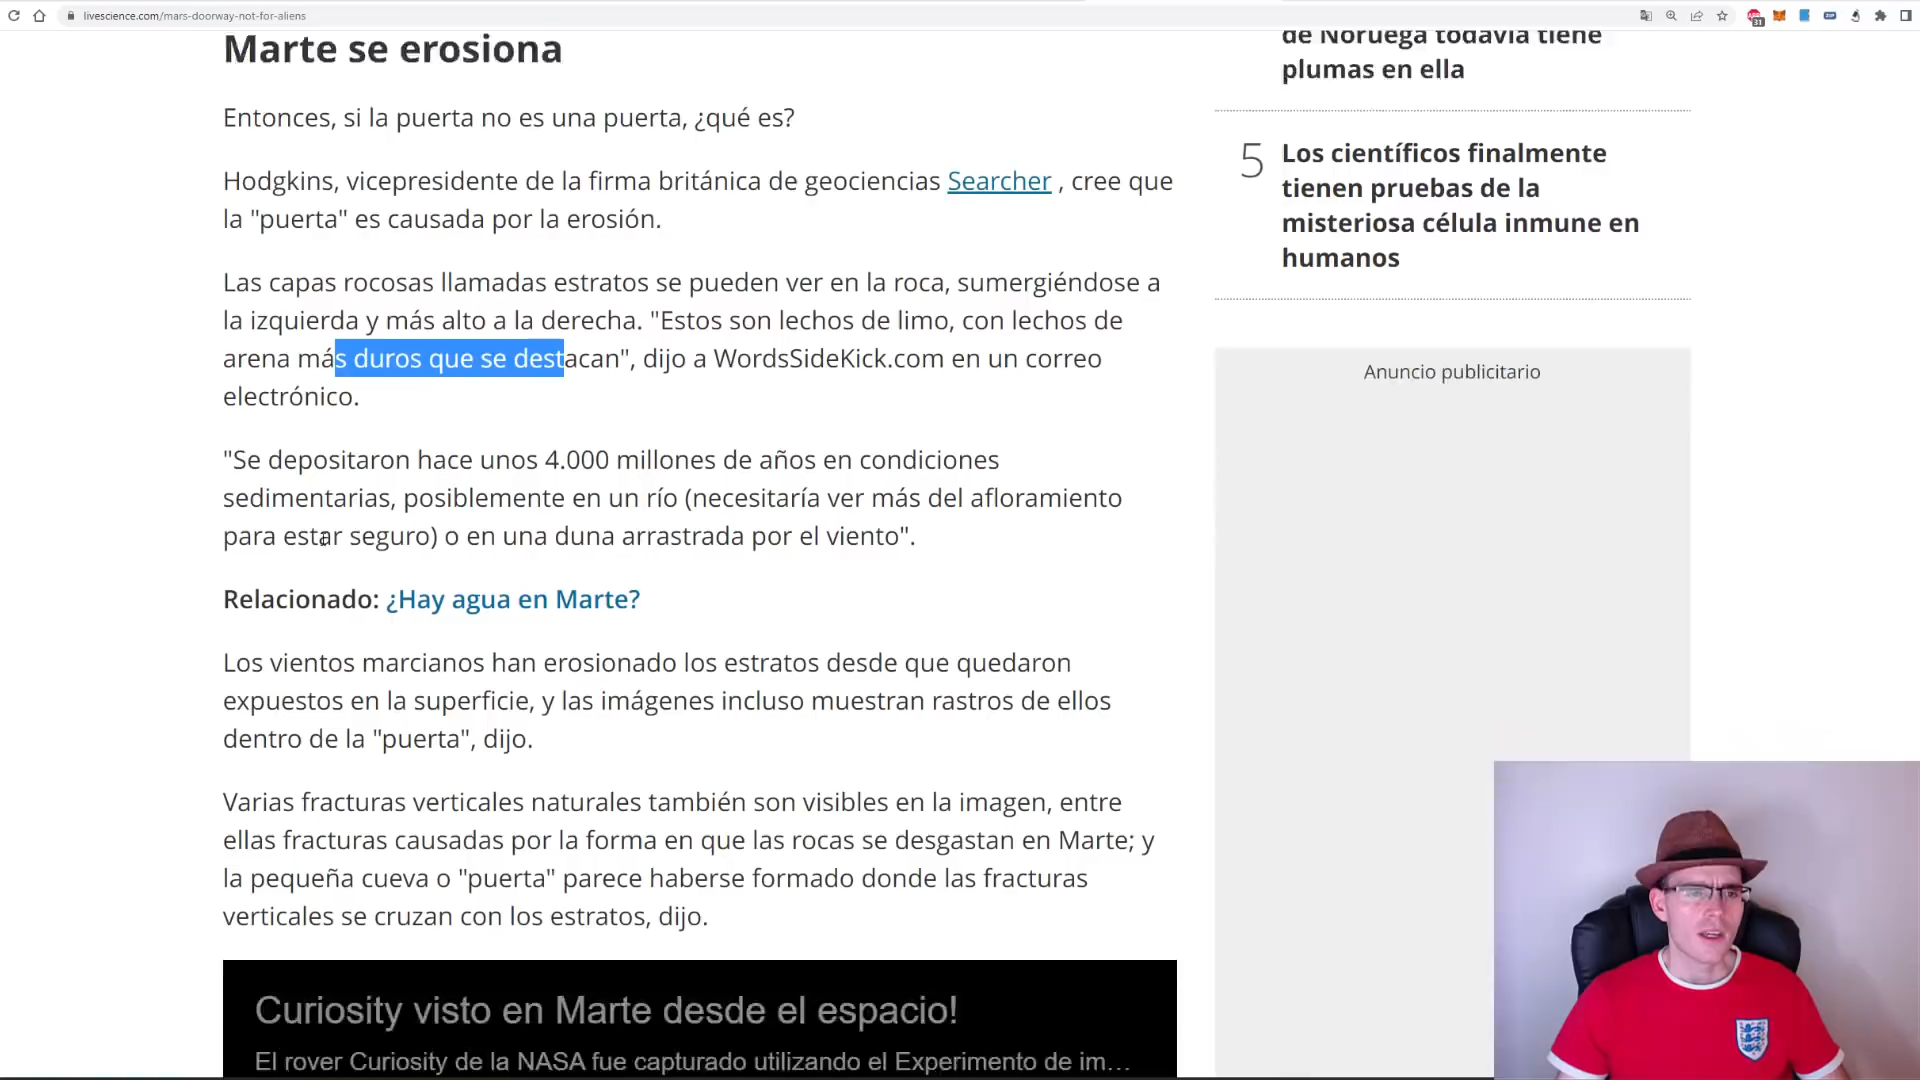 livescience.com/mars-doorway-not-for-aliens
31
ZIP
Marte se erosiona
Entonces, si la puerta no es una puerta, ¿qué es?
Hodgkins, vicepresidente de la firma británica de geociencias Searcher , cree que
la "puerta" es causada por la erosión.
Las capas rocosas llamadas estratos se pueden ver en la roca, sumergiéndose a
la izquierda y más alto a la derecha. "Estos son lechos de limo, con lechos de
arena más duros que se destacan", dijo a WordsSideKick.com en un correo
electrónico.
"Se depositaron hace unos 4.000 millones de años en condiciones
sedimentarias, posiblemente en un río (necesitaría ver más del afloramiento
para estar seguro) o en una duna arrastrada por el viento".
Relacionado: ¿Hay agua en Marte?
Los vientos marcianos han erosionado los estratos desde que quedaron
expuestos en la superficie, y las imágenes incluso muestran rastros de ellos
dentro de la "puerta", dijo.
Varias fracturas verticales naturales también son visibles en la imagen, entre
ellas fracturas causadas por la forma en que las rocas se desgastan en Marte; y
la pequeña cueva o "puerta" parece haberse formado donde las fracturas
verticales se cruzan con los estratos, dijo.
Curiosity visto en Marte desde el espacio!
El rover Curiosity de la NASA fue capturado utilizando el Experimento de im...
de Noruega todavía tiene
plumas en ella
5
Los científicos finalmente
tienen pruebas de la
misteriosa célula inmune en
humanos
Anuncio publicitario